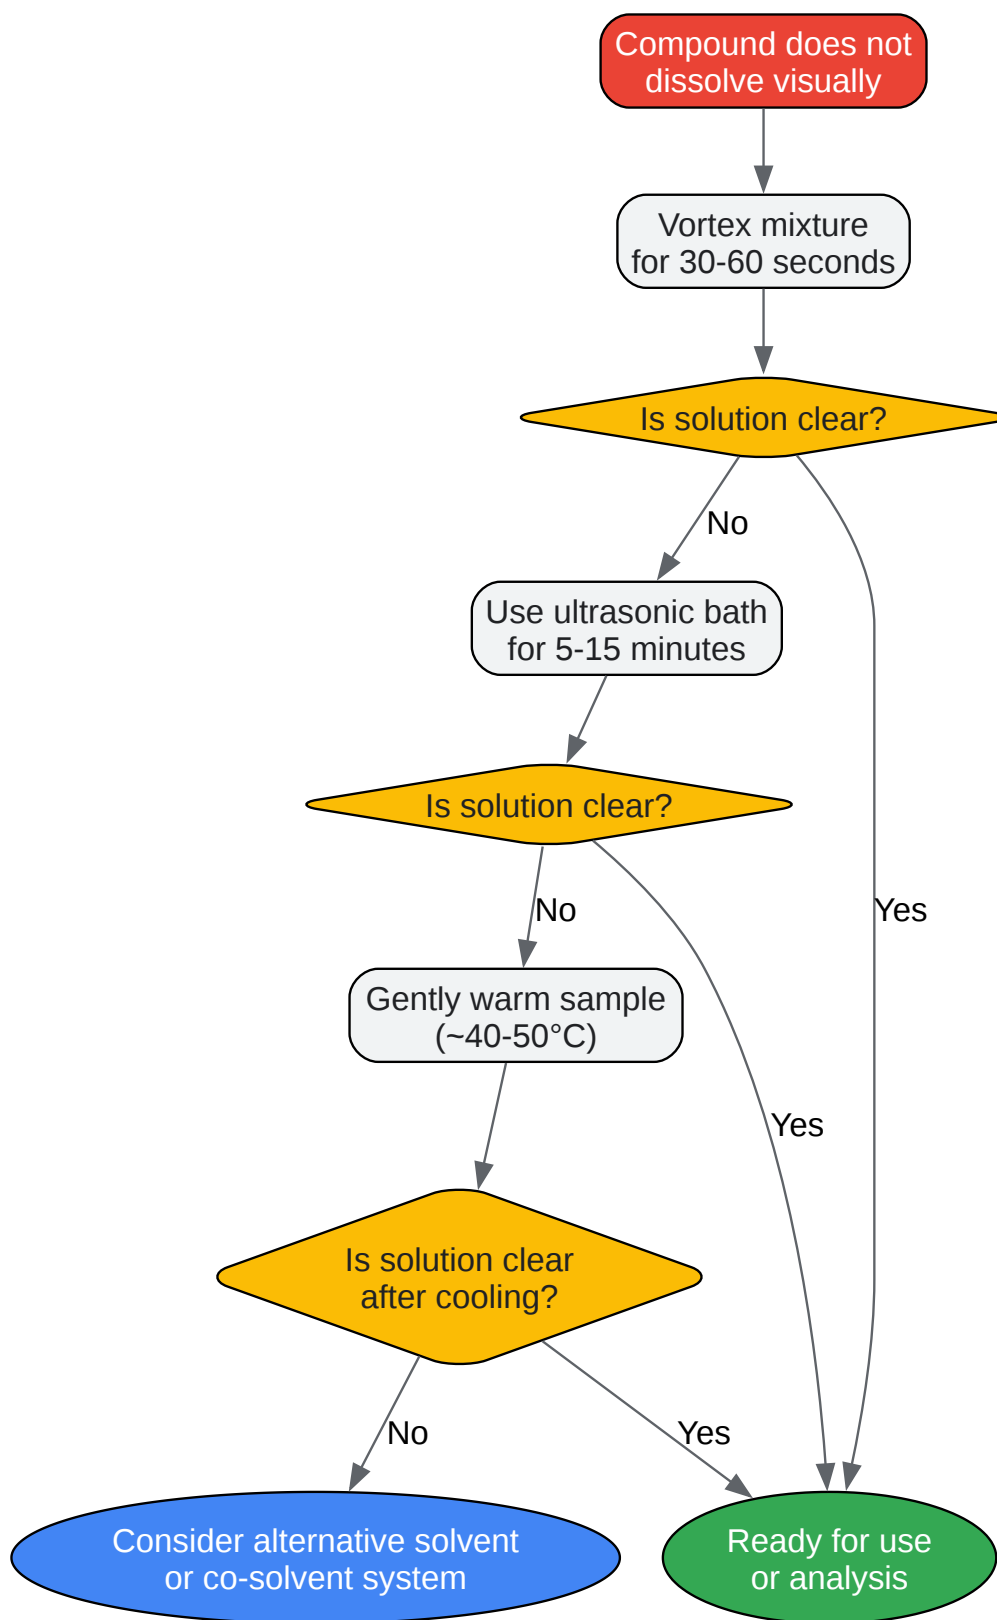 Compound does not
dissolve visually
Vortex mixture
for 30-60 seconds
Is solution clear?
No
Use ultrasonic bath
for 5-15 minutes
Is solution clear?
No
Yes
Gently warm sample
(~40-50°C)
Yes
Is solution clear
after cooling?
No
Yes
Consider alternative solvent
or co-solvent system
Ready for use
or analysis